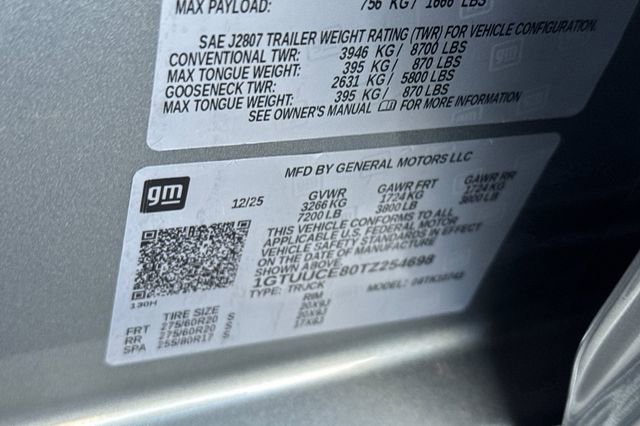 MAX PAYLOAD: 756 KG / 1666 LBS
SAE J2807 TRAILER WEIGHT RATING (TWR) FOR VEHICLE CONFIGURATION.
CONVENTIONAL TWR: 3946 KG / 8700 LBS
MAX TONGUE WEIGHT: 395 KG / 870 LBS
GOOSENECK TWR: 2631 KG / 5800 LBS
MAX TONGUE WEIGHT: 395 KG / 870 LBS
SEE OWNER'S MANUAL FOR MORE INFORMATION
gm
MFD BY GENERAL MOTORS LLC
12/25 GVWR GAWR FRT GAWR RR
3266 KG 1724 KG 1724 KG
7200 LB 3800 LB 3800 LB
THIS VEHICLE CONFORMS TO ALL
APPLICABLE U.S. FEDERAL MOTOR
VEHICLE SAFETY STANDARDS IN EFFECT
ON THE DATE OF MANUFACTURE
SHOWN ABOVE
1GTUUCE80TZ254698
TYPE: TRUCK MODEL:
130H
TIRE SIZE RIM
FRT 275/60R20 S 20X9J
RR 275/60R20 S 20X9J
SPA 255/80R17 S 17X8J